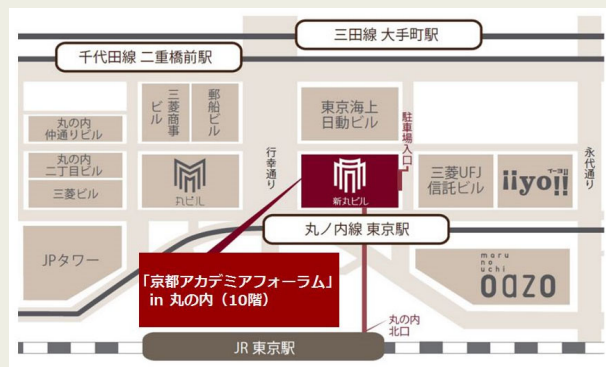 三田線 大手町駅
千代田線 二重橋前駅
丸の内
仲通りビル
三菱商事
ビル
郵船ビル
東京海上
日動ビル
駐車場入口
行幸通り
永代通り
丸の内
二丁目ビル
三菱ビル
丸ビル
新丸ビル
三菱UFJ
信託ビル
iiyo!!
イーヨ!!
丸ノ内線 東京駅
JPタワー
「京都アカデミアフォーラム」
in 丸の内（10階）
maru
no
uchi
oazo
丸の内
北口
JR 東京駅